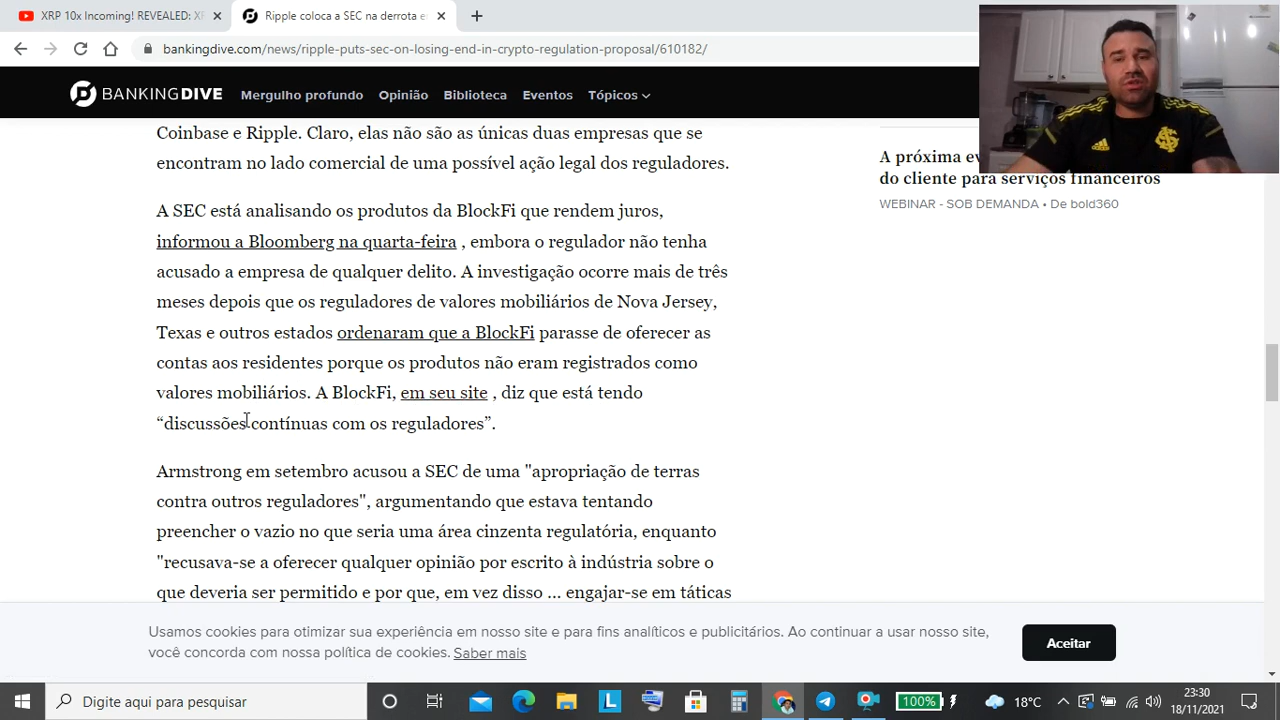 XRP 10x Incoming! REVEALED: XF
Ripple coloca a SEC na derrota e
bankingdive.com/news/ripple-puts-sec-on-losing-end-in-crypto-regulation-proposal/610182/
BANKINGDIVE
Mergulho profundo
Opinião
Biblioteca
Eventos
Tópicos
Coinbase e Ripple. Claro, elas não são as únicas duas empresas que se
encontram no lado comercial de uma possível ação legal dos reguladores.
A SEC está analisando os produtos da BlockFi que rendem juros,
informou a Bloomberg na quarta-feira , embora o regulador não tenha
acusado a empresa de qualquer delito. A investigação ocorre mais de três
meses depois que os reguladores de valores mobiliários de Nova Jersey,
Texas e outros estados ordenaram que a BlockFi parasse de oferecer as
contas aos residentes porque os produtos não eram registrados como
valores mobiliários. A BlockFi, em seu site , diz que está tendo
“discussões contínuas com os reguladores”.
Armstrong em setembro acusou a SEC de uma "apropriação de terras
contra outros reguladores", argumentando que estava tentando
preencher o vazio no que seria uma área cinzenta regulatória, enquanto
"recusava-se a oferecer qualquer opinião por escrito à indústria sobre o
que deveria ser permitido e por que, em vez disso ... engajar-se em táticas
A próxima
do cliente para serviços financeiros
WEBINAR - SOB DEMANDA • De bold360
adidas
Usamos cookies para otimizar sua experiência em nosso site e para fins analíticos e publicitários. Ao continuar a usar nosso site,
você concorda com nossa política de cookies. Saber mais
Aceitar
Digite aqui para pesquisar
100%
18°C
23:30
18/11/2021